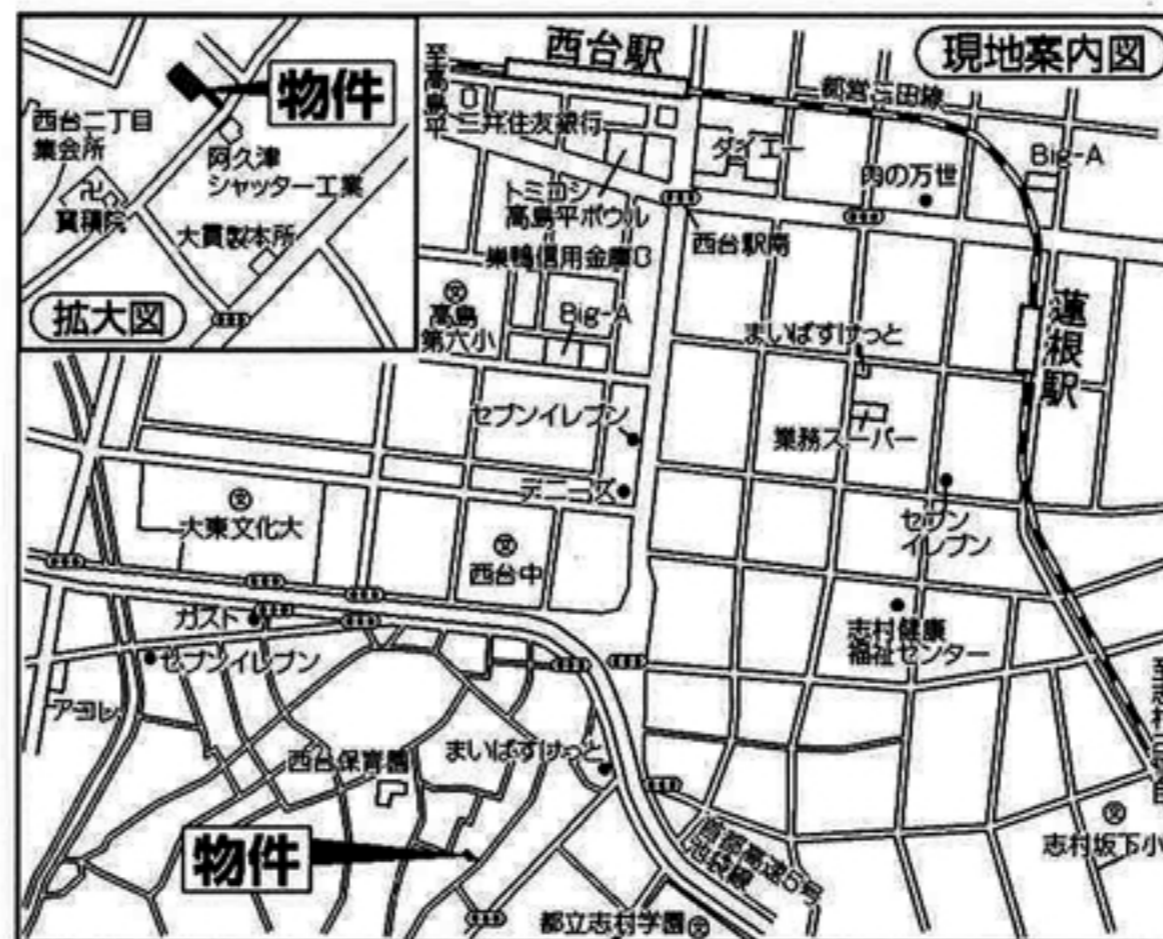 現地案内図
西台駅
至高島平
都営三田線
三井住友銀行
ダイエー
Big-A
肉の万世
トミコシ
高島平ボウル
西台駅南
巣鴨信用金庫
高島
第六小
Big-A
まいばすけっと
蓮根駅
セブンイレブン
業務スーパー
デニーズ
セブン
イレブン
大東文化大
西台中
ガスト
志村健康
福祉センター
セブンイレブン
アコレ
至志村三丁目
西台保育園
まいばすけっと
物件
首都高速5号
池袋線
志村坂下小
都立志村学園
物件
西台二丁目
集会所
阿久津
シャッター工業
寶積院
大貫製本所
拡大図